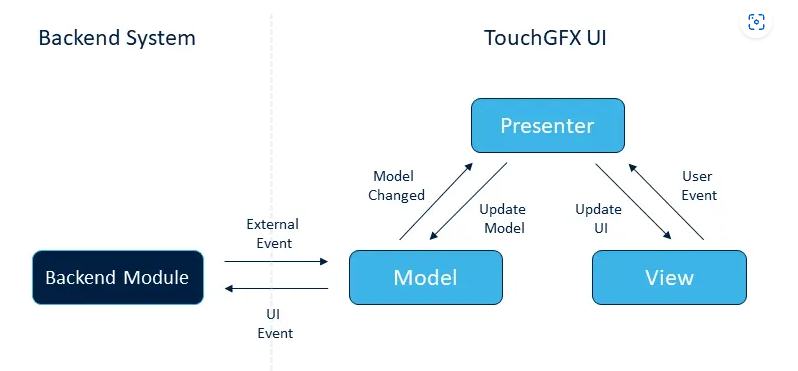 Backend System
TouchGFX UI
Presenter
Model
Changed
Update
Model
Update
UI
User
Event
External
Event
Backend Module
Model
View
UI
Event